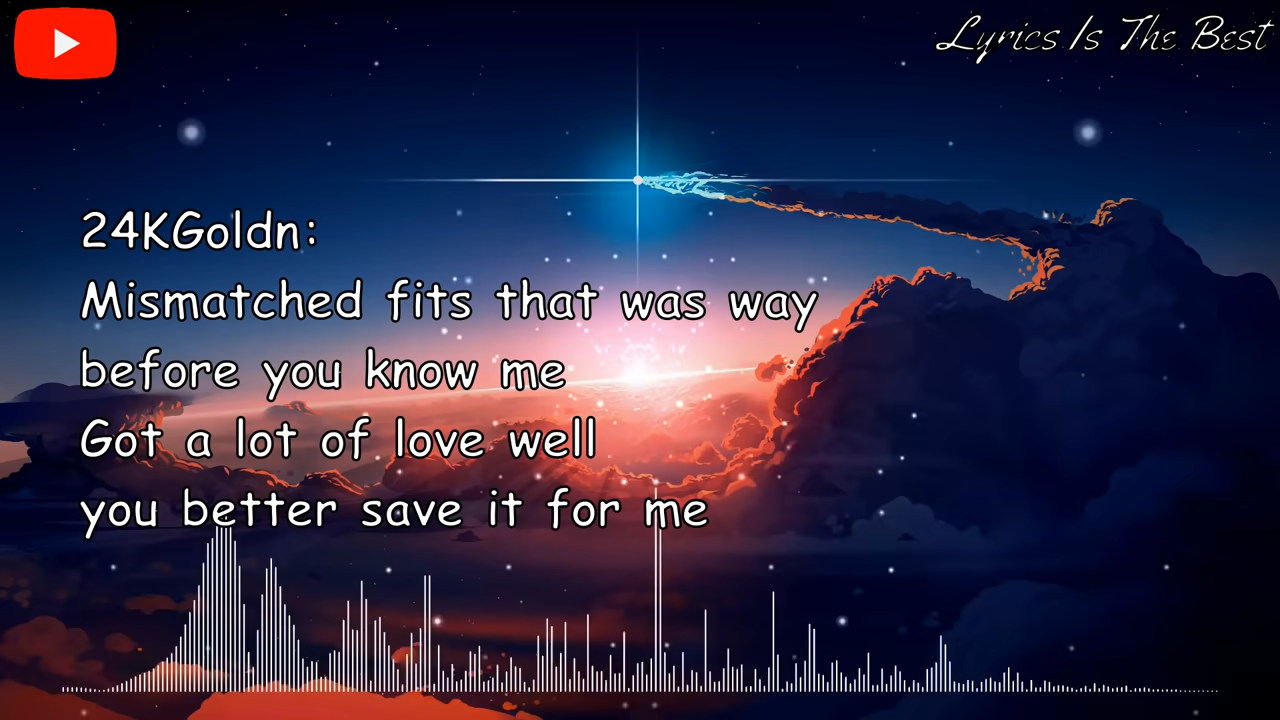 Lyrics Is The Best
24KGoldn:
Mismatched fits that was way
before you know me
Got a lot of love well
you better save it for me